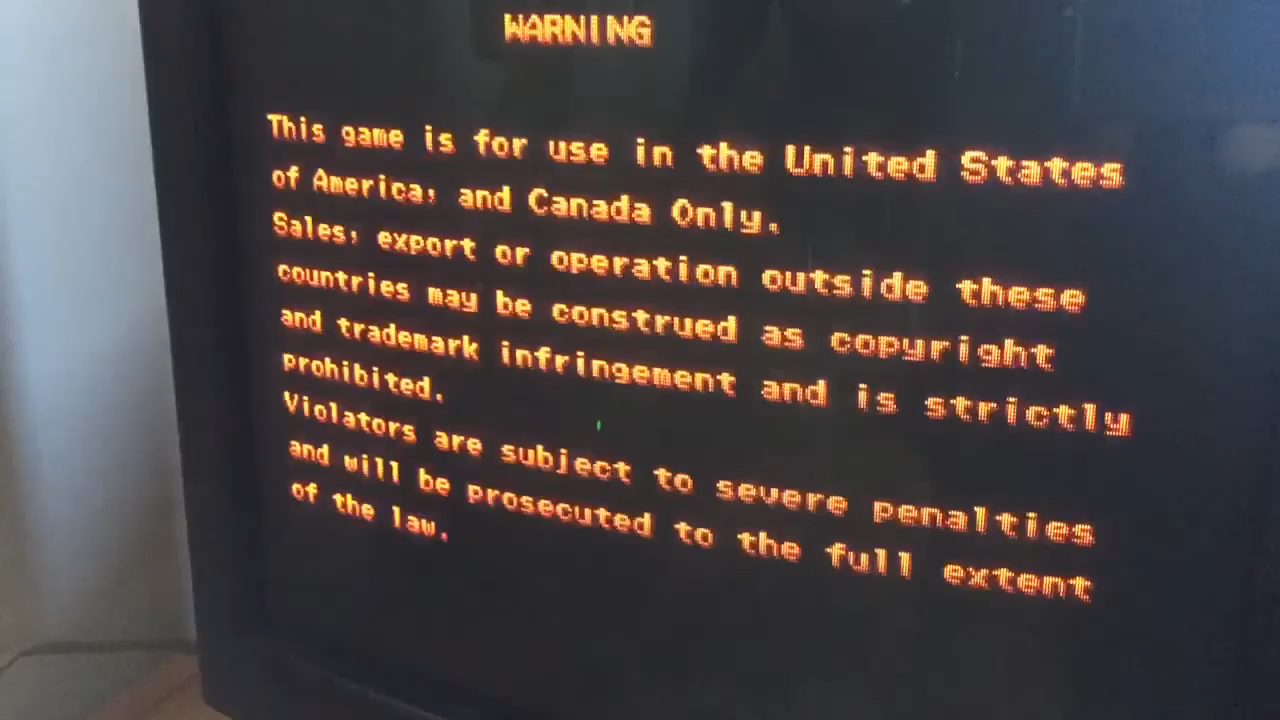 WARNING
This game is for use in the United States
of America, and Canada Only.
Sales, export or operation outside these
countries may be construed as copyright
and trademark infringement and is strictly
prohibited.
Violators are subject to severe penalties
and will be prosecuted to the full extent
of the law.